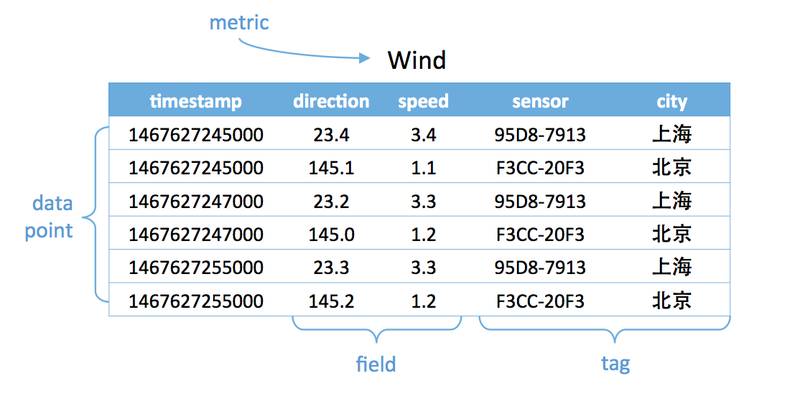 metric
Wind
timestamp direction speed sensor city
1467627245000 23.4 3.4 95D8-7913 上海
1467627245000 145.1 1.1 F3CC-20F3 北京
1467627247000 23.2 3.3 95D8-7913 上海
1467627247000 145.0 1.2 F3CC-20F3 北京
1467627255000 23.3 3.3 95D8-7913 上海
1467627255000 145.2 1.2 F3CC-20F3 北京
data
point
field
tag